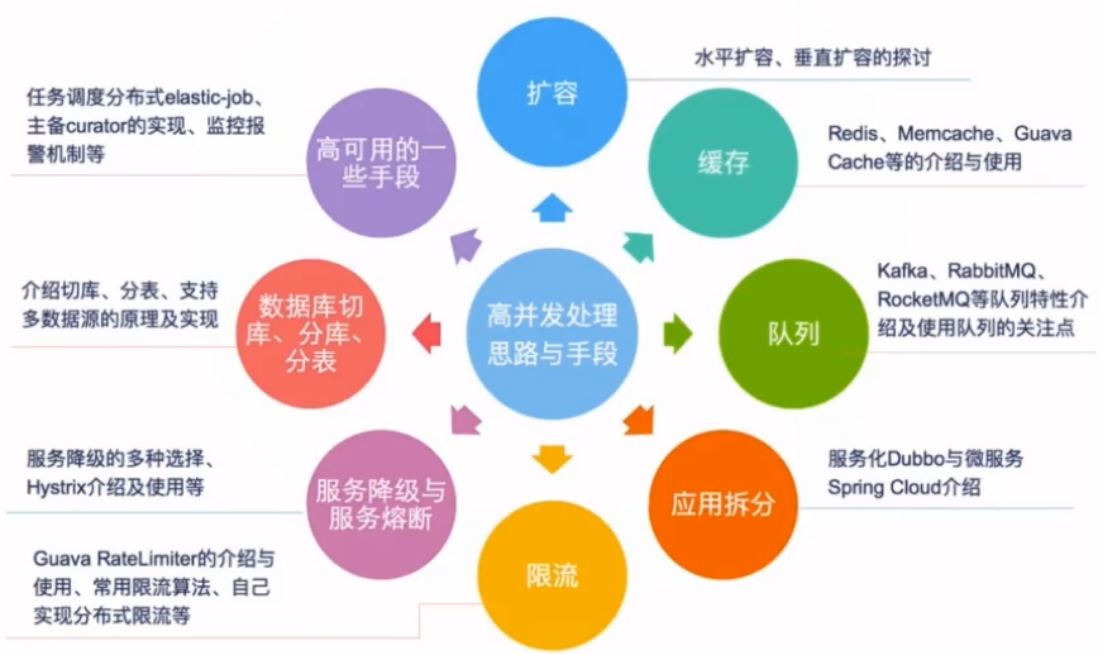 扩容
水平扩容、垂直扩容的探讨
缓存
Redis、Memcache、Guava
Cache等的介绍与使用
队列
Kafka、RabbitMQ、
RocketMQ等队列特性介
绍及使用队列的关注点
应用拆分
服务化Dubbo与微服务
Spring Cloud介绍
限流
Guava RateLimiter的介绍与
使用、常用限流算法、自己
实现分布式限流等
服务降级与
服务熔断
服务降级的多种选择、
Hystrix介绍及使用等
数据库切
库、分库、
分表
介绍切库、分表、支持
多数据源的原理及实现
高可用的一
些手段
任务调度分布式elastic-job、
主备curator的实现、监控报
警机制等
高并发处理
思路与手段